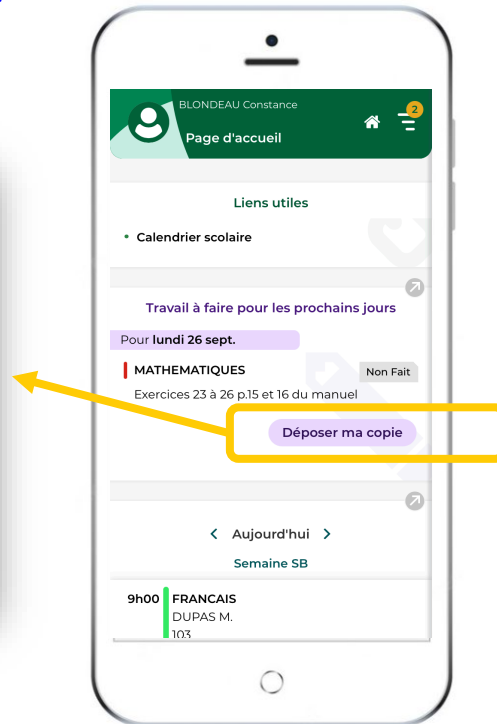 BLONDEAU Constance
2
Page d'accueil
Liens utiles
• Calendrier scolaire
Travail à faire pour les prochains jours
Pour lundi 26 sept.
MATHEMATIQUES
Non Fait
Exercices 23 à 26 p.15 et 16 du manuel
Déposer ma copie
< Aujourd'hui >
Semaine SB
9h00 FRANCAIS
DUPAS M.
103